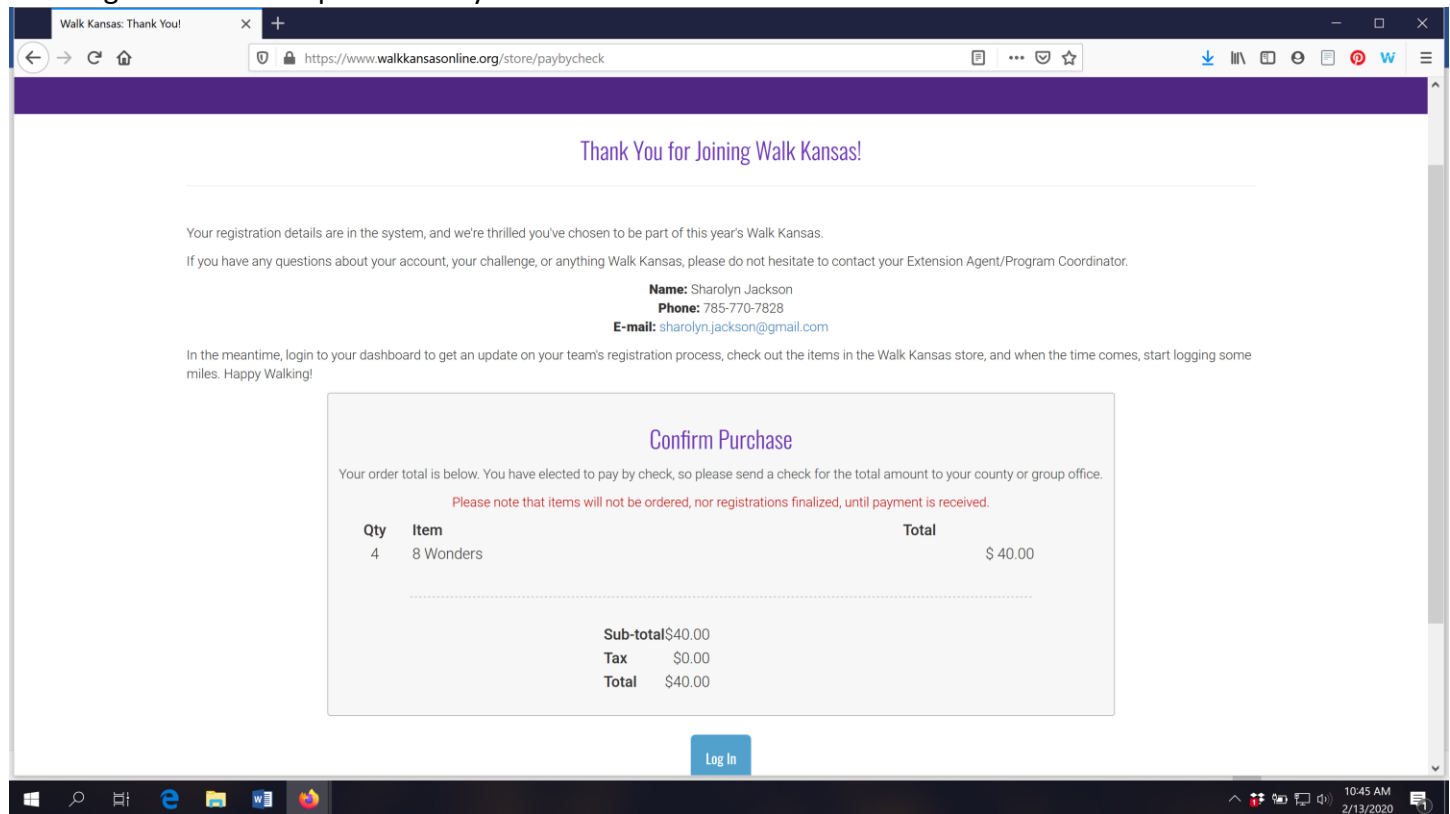 Walk Kansas: Thank You!
https://www.walkkansasonline.org/store/paybycheck
Thank You for Joining Walk Kansas!
Your registration details are in the system, and we're thrilled you've chosen to be part of this year's Walk Kansas.
If you have any questions about your account, your challenge, or anything Walk Kansas, please do not hesitate to contact your Extension Agent/Program Coordinator.
Name: Sharolyn Jackson
Phone: 785-770-7828
E-mail: sharolyn.jackson@gmail.com
In the meantime, login to your dashboard to get an update on your team's registration process, check out the items in the Walk Kansas store, and when the time comes, start logging some
miles. Happy Walking!
Confirm Purchase
Your order total is below. You have elected to pay by check, so please send a check for the total amount to your county or group office.
Please note that items will not be ordered, nor registrations finalized, until payment is received.
Qty Item Total
4 8 Wonders $ 40.00
Sub-total$40.00
Tax $0.00
Total $40.00
Log In
10:45 AM
2/13/2020